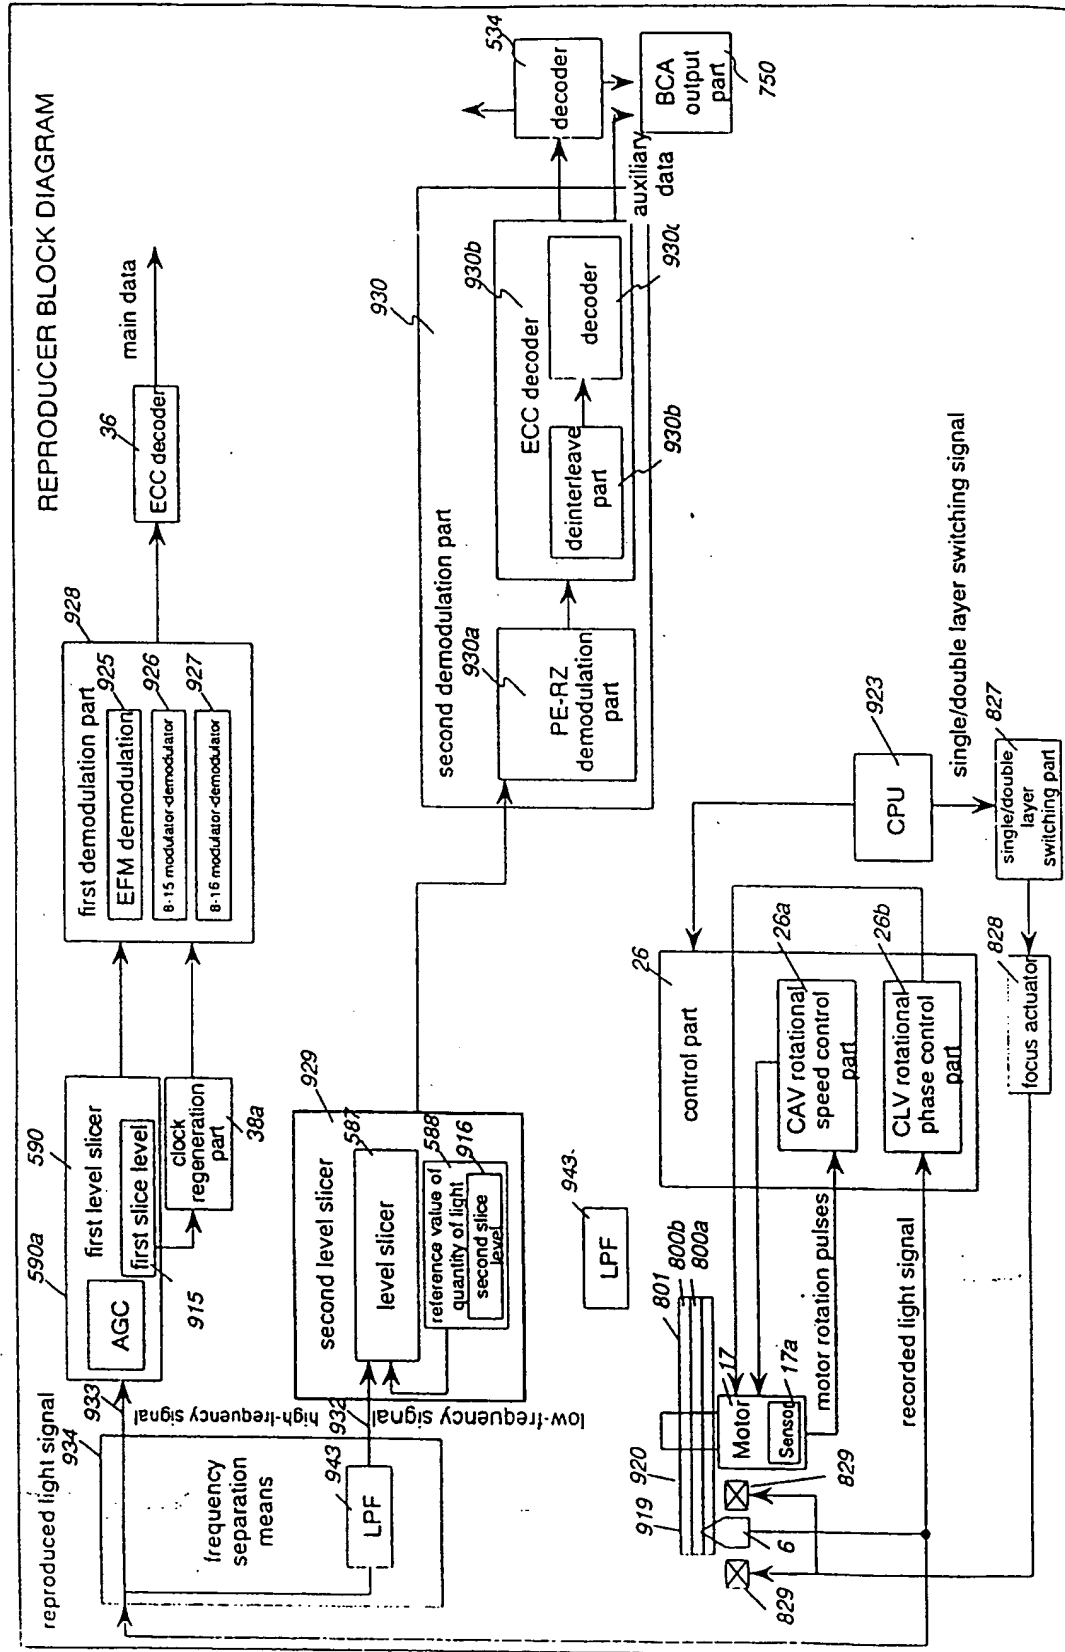 REPRODUCER BLOCK DIAGRAM
reproduced light signal
934
933
high-frequency signal
frequency
separation
means
943
LPF
932
low-frequency signal
590a
590
first level slicer
AGC
first slice level
915
clock
regeneration
part
38a
928
first demodulation part
925
EFM demodulation
926
8-15 modulator-demodulator
927
8-16 modulator-demodulator
36
ECC decoder
main data
929
second level slicer
587
level slicer
588
reference value of
quantity of light
916
second slice
level
930
second demodulation part
930a
PE-RZ
demodulation
part
930b
ECC decoder
deinterleave
part
930b
decoder
930c
534
decoder
auxiliary
data
BCA
output
part
750
943
LPF
919
920
801
800b
800a
17
Motor
17a
Sensor
829
6
829
motor rotation pulses
recorded light signal
26
control part
26a
CAV rotational
speed control
part
26b
CLV rotational
phase control
part
923
CPU
single/double layer switching signal
827
single/double
layer
switching part
828
focus actuator